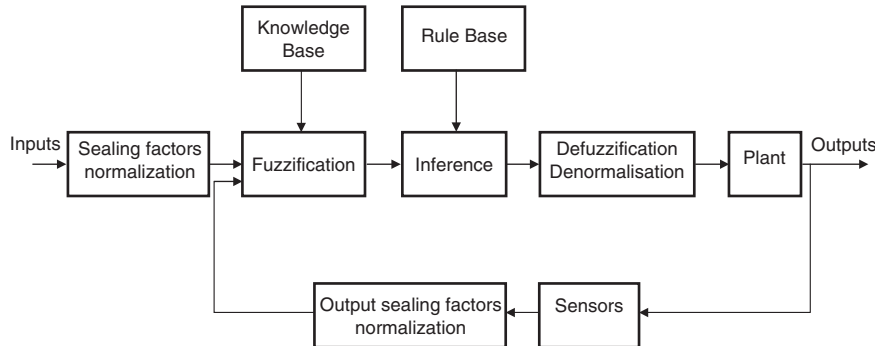 Knowledge
Base
Rule Base
Inputs
Sealing factors
normalization
Fuzzification
Inference
Defuzzification
Denormalisation
Plant
Outputs
Output sealing factors
normalization
Sensors